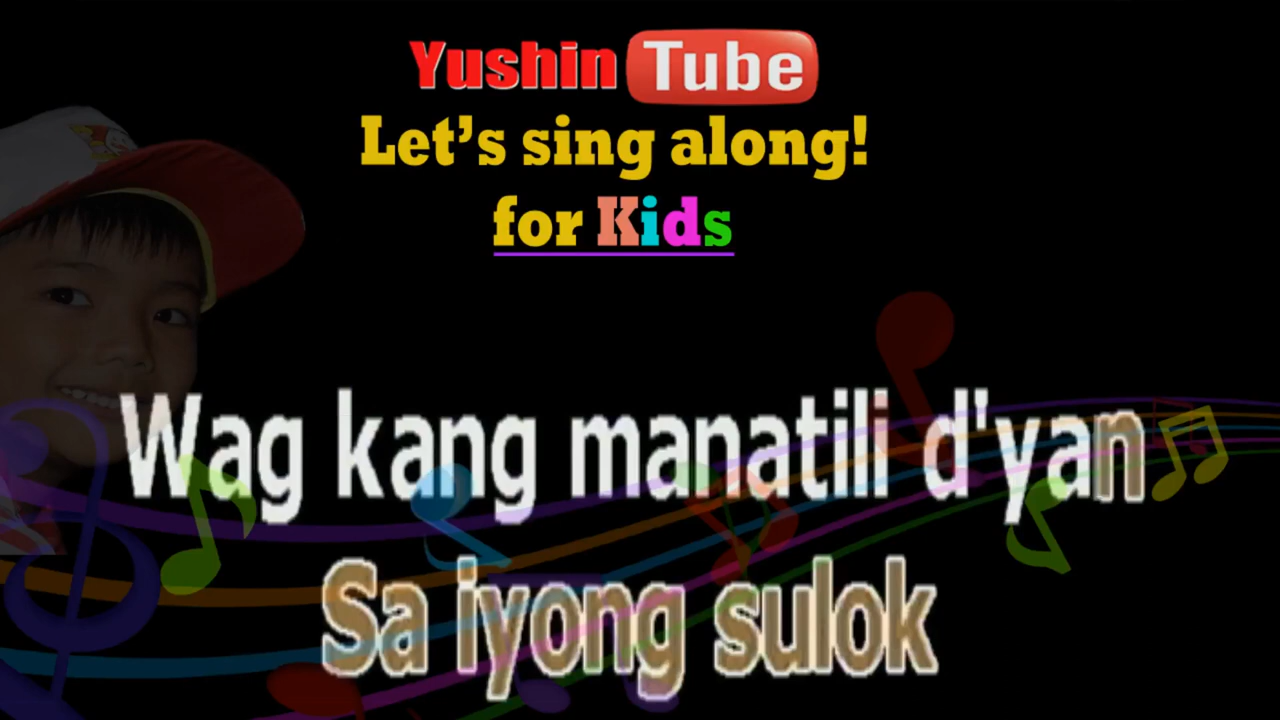 Yushin Tube
Let's sing along!
for Kids
Wag kang manatili d'yan
Sa iyong sulok